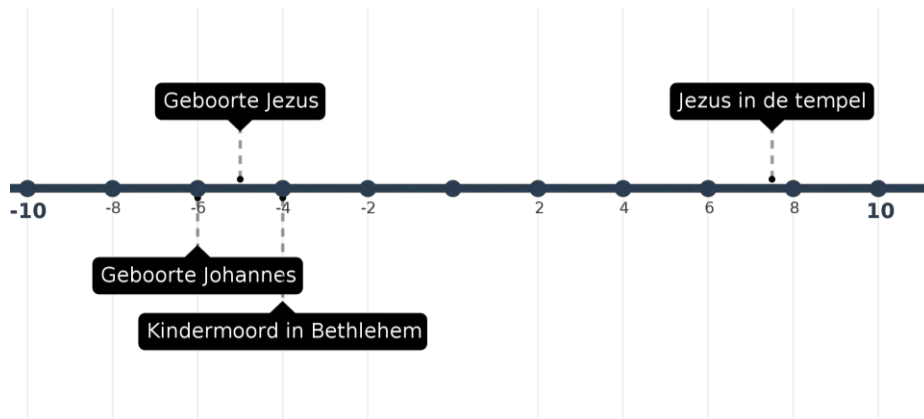 Geboorte Jezus
Jezus in de tempel
-10 -8 -6 -4 -2 2 4 6 8 10
Geboorte Johannes
Kindermoord in Bethlehem